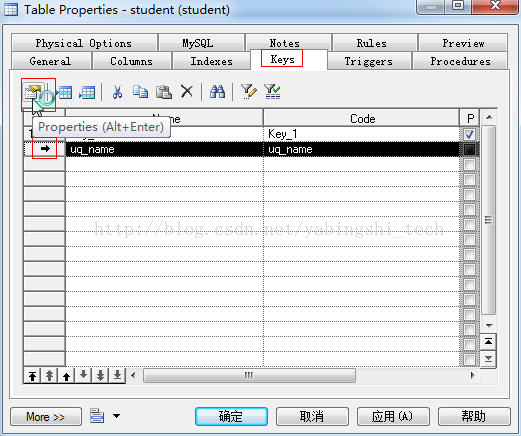 Table Properties - student (student)
Physical Options MySQL Notes Rules Preview
General Columns Indexes Keys Triggers Procedures
Name Code P
Properties (Alt+Enter)
Key_1
uq_name uq_name
http://blog.csdn.net/yabingshi_tech
More >> 确定 取消 应用(A) 帮助